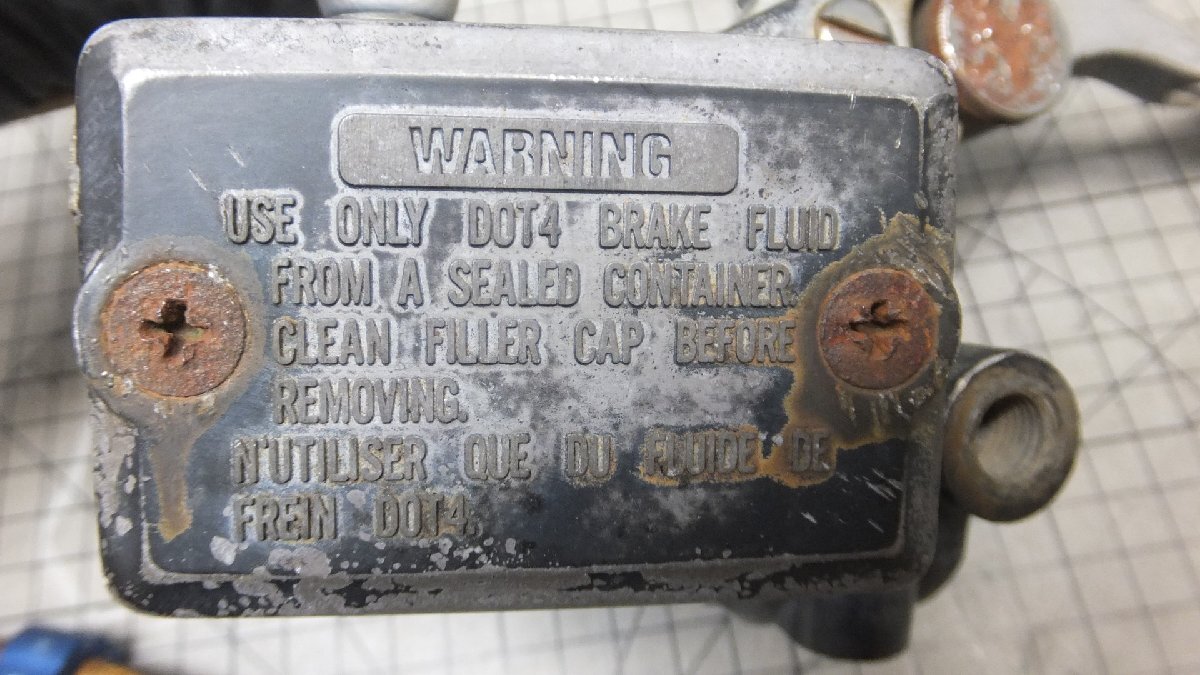 WARNING
USE ONLY DOT4 BRAKE FLUID
FROM A SEALED CONTAINER.
CLEAN FILLER CAP BEFORE
REMOVING.
N'UTILISER QUE DU FLUIDE DE
FREIN DOT4.